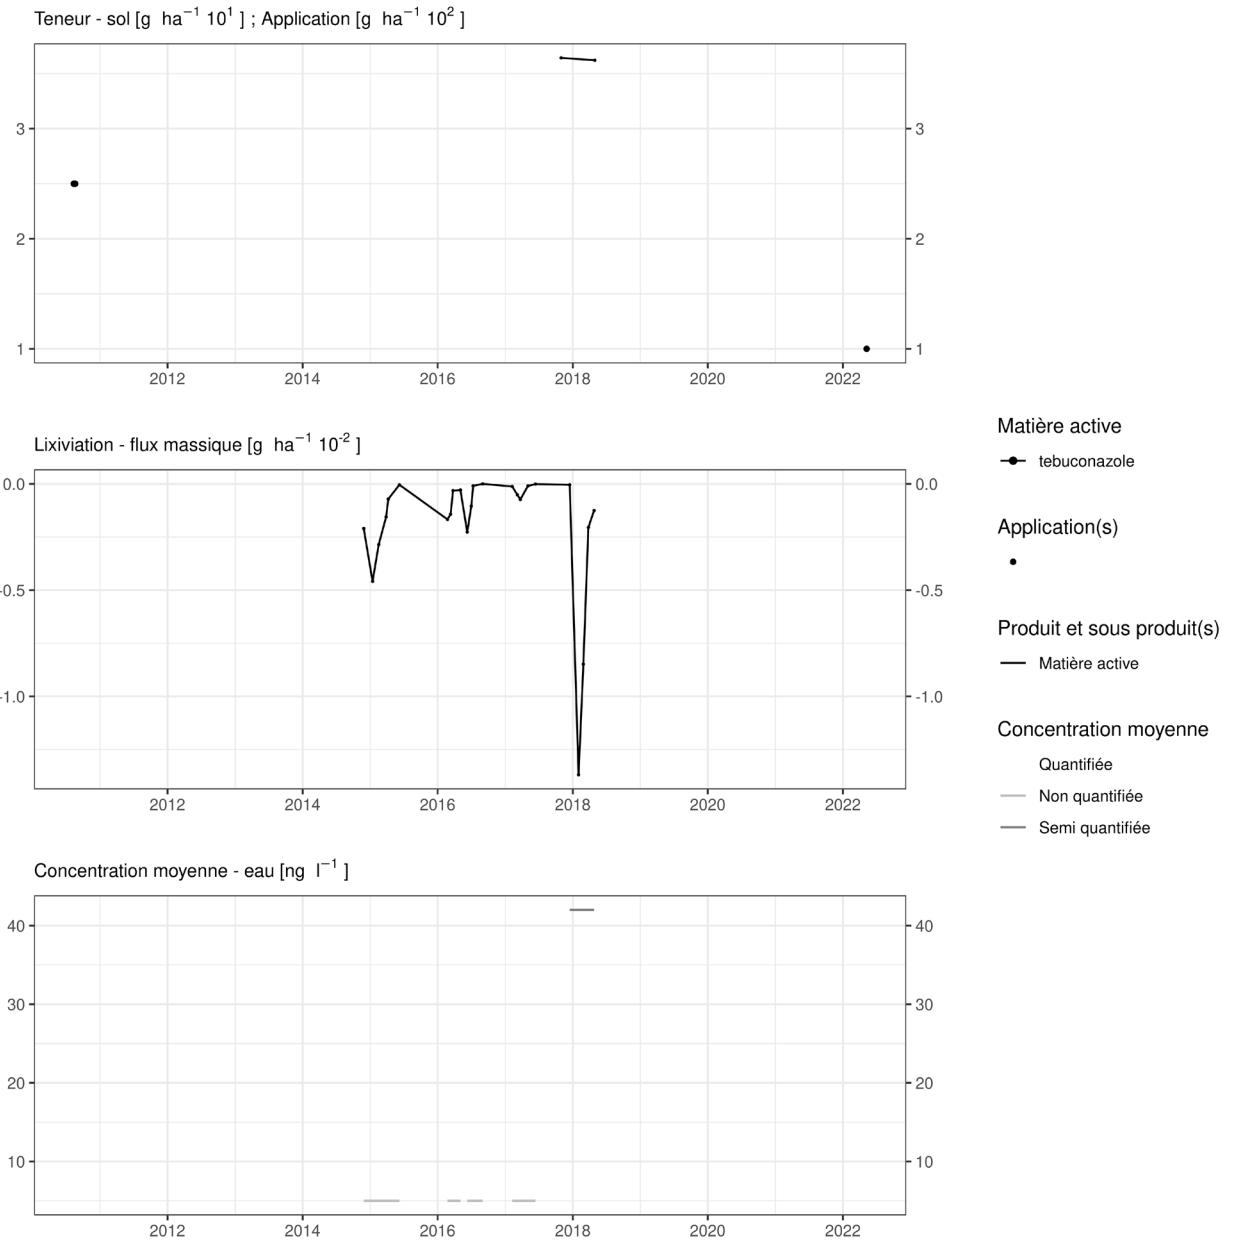 Teneur - sol [g ha−1 101 ] ; Application [g ha−1 102 ]
3 3
2 2
1 1
2012 2014 2016 2018 2020 2022
Lixiviation - flux massique [g ha−1 10-2 ]
0.0 0.0
-0.5 -0.5
-1.0 -1.0
2012 2014 2016 2018 2020 2022
Concentration moyenne - eau [ng l−1 ]
40 40
30 30
20 20
10 10
2012 2014 2016 2018 2020 2022
Matière active
tebuconazole
Application(s)
Produit et sous produit(s)
Matière active
Concentration moyenne
Quantifiée
Non quantifiée
Semi quantifiée